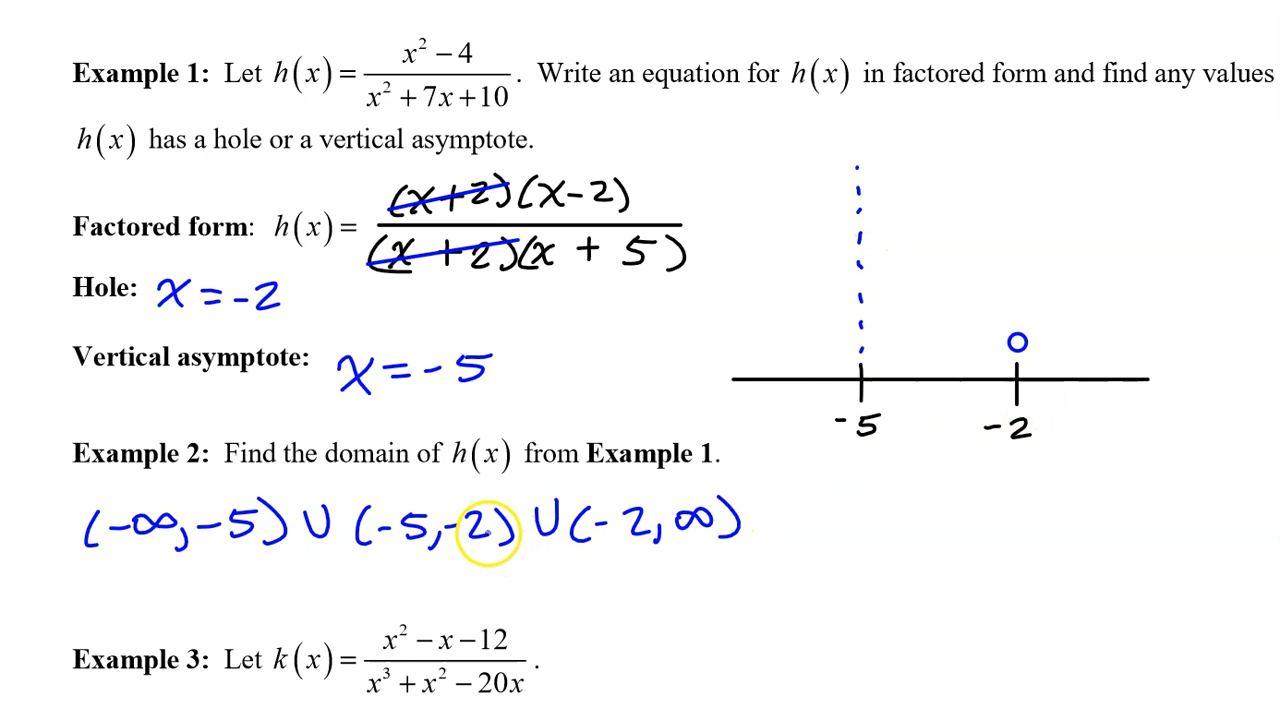 Example 1: Let h(x) = (x² − 4)/(x² + 7x + 10). Write an equation for h(x) in factored form and find any values
h(x) has a hole or a vertical asymptote.
Factored form: h(x) = (x+2)(x−2)/(x+2)(x + 5)
Hole: x = −2
Vertical asymptote: x = −5
-5 -2
Example 2: Find the domain of h(x) from Example 1.
(−∞, −5) ∪ (−5, −2) ∪ (−2, ∞)
Example 3: Let k(x) = (x² − x − 12)/(x³ + x² − 20x).